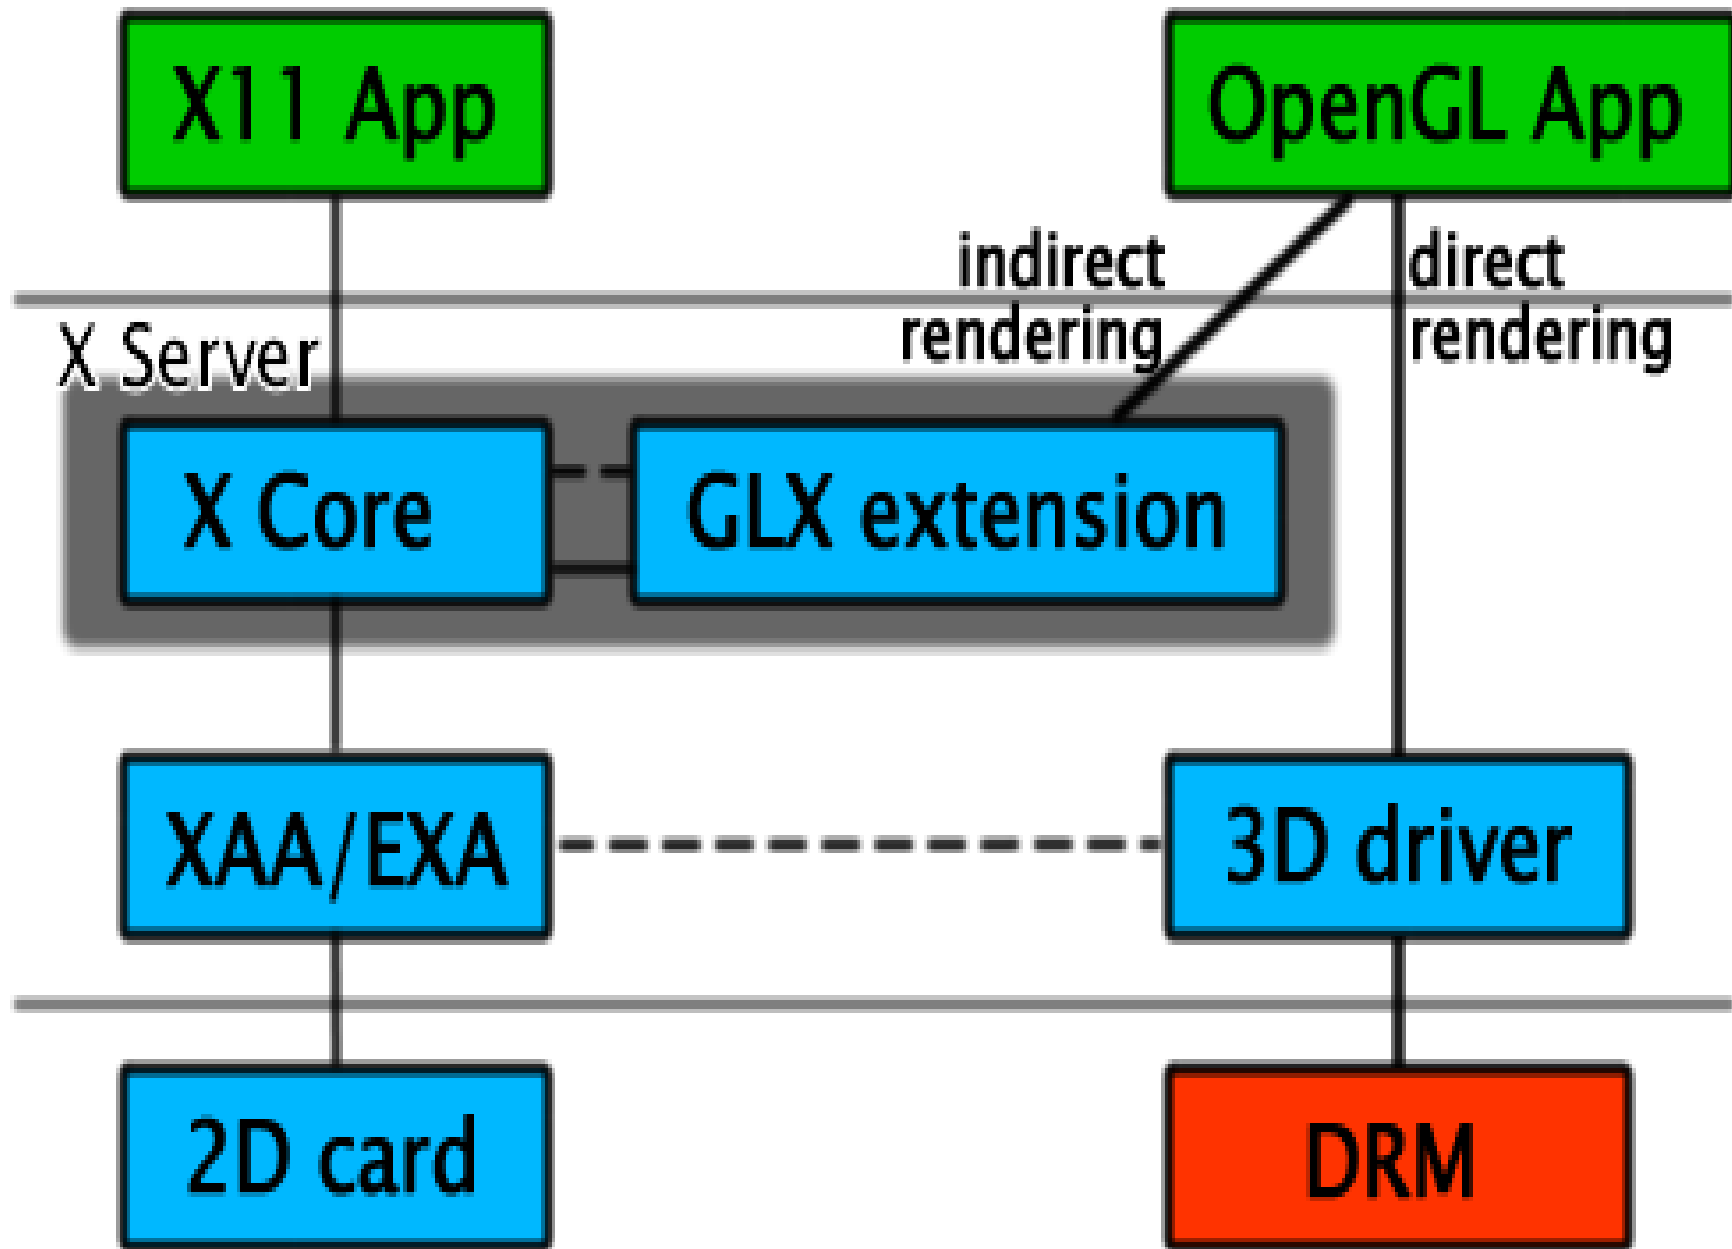 X11 App
OpenGL App
indirect
rendering
direct
rendering
X Server
X Core
GLX extension
XAA/EXA
3D driver
2D card
DRM